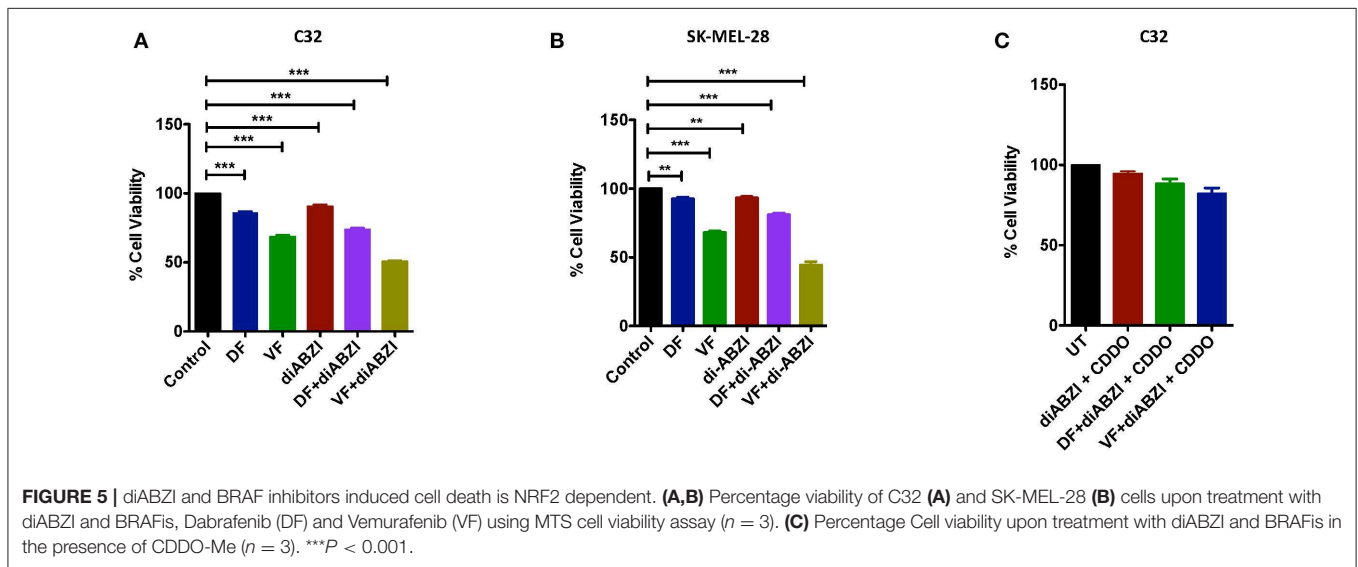 A
C32
***
***
***
***
***
% Cell Viability
150
100
50
0
Control
DF
VF
diABZI
DF+diABZI
VF+diABZI
B
SK-MEL-28
***
***
**
***
**
% Cell Viability
150
100
50
0
Control
DF
VF
di-ABZI
DF+di-ABZI
VF+di-ABZI
C
C32
% Cell Viability
150
100
50
0
UT
diABZI + CDDO
DF+diABZI + CDDO
VF+diABZI + CDDO
FIGURE 5 | diABZI and BRAF inhibitors induced cell death is NRF2 dependent. (A,B) Percentage viability of C32 (A) and SK-MEL-28 (B) cells upon treatment with
diABZI and BRAFis, Dabrafenib (DF) and Vemurafenib (VF) using MTS cell viability assay (n = 3). (C) Percentage Cell viability upon treatment with diABZI and BRAFis in
the presence of CDDO-Me (n = 3). ***P < 0.001.